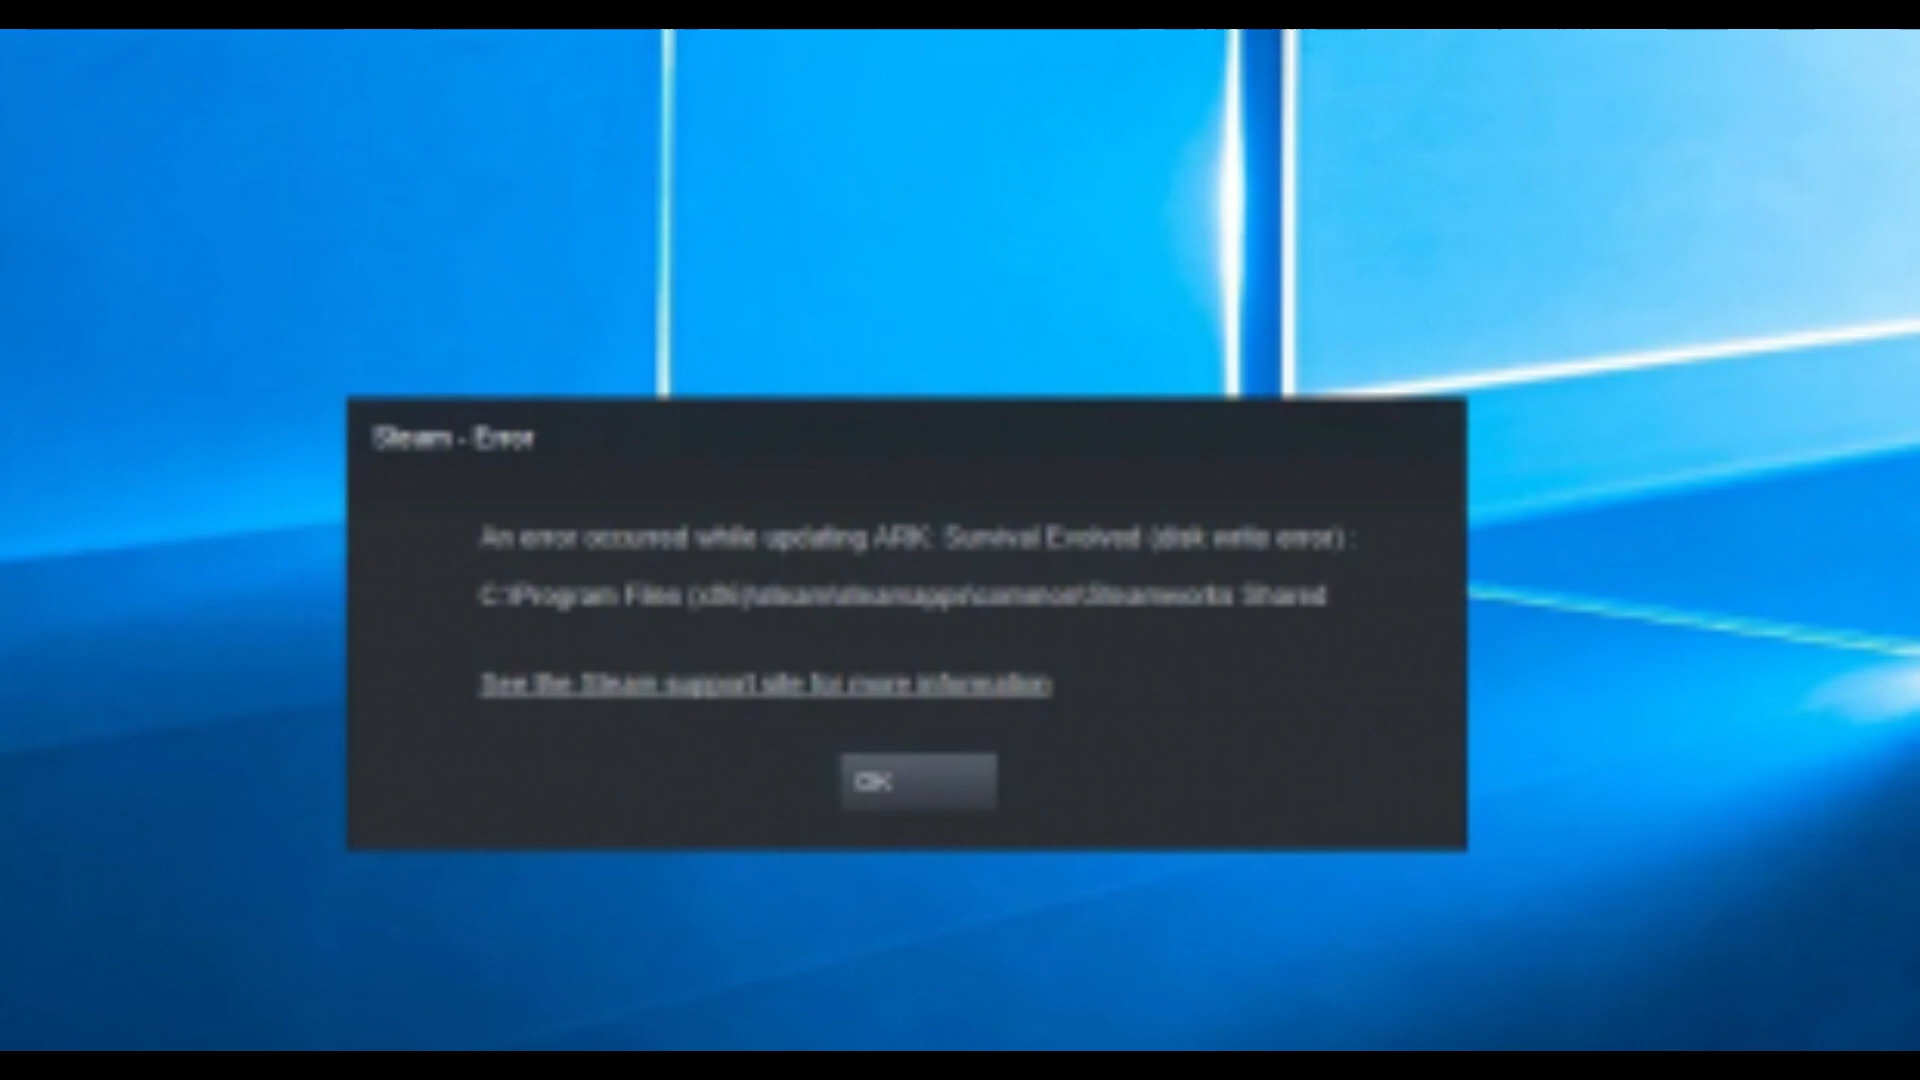 Steam - Error
An error occurred while updating ARK: Survival Evolved (disk write error) :
C:\Program Files (x86)\steam\steamapps\common\Steamworks Shared
See the Steam support site for more information
OK